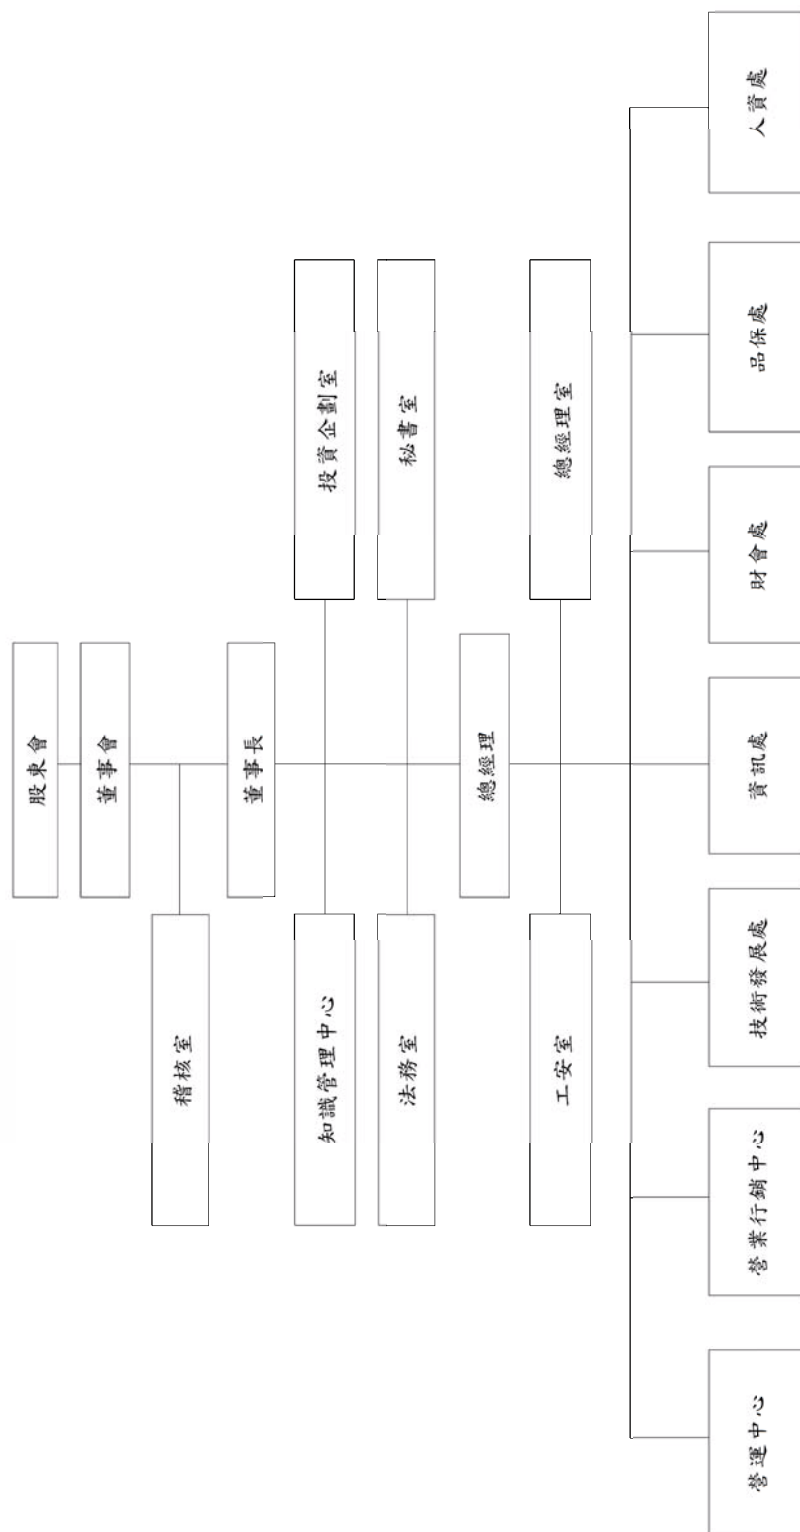 股東會
董事會
稽核室
董事長
知識管理中心
投資企劃室
法務室
秘書室
總經理
工安室
總經理室
營運中心
營業行銷中心
技術發展處
資訊處
財會處
品保處
人資處